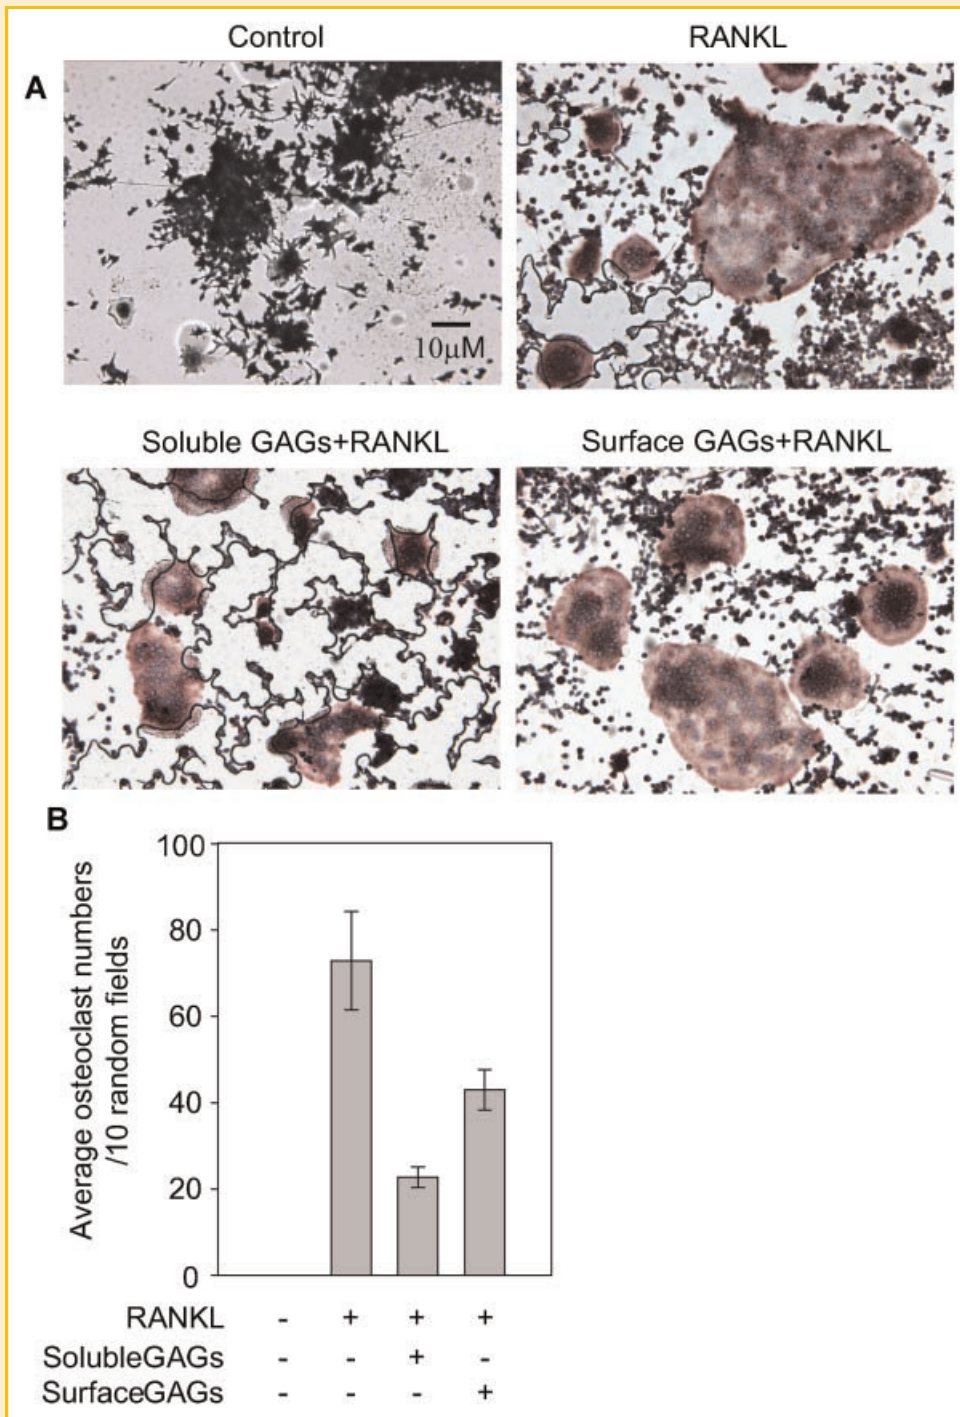 Control
RANKL
A
10µM
Soluble GAGs+RANKL
Surface GAGs+RANKL
B
Average osteoclast numbers
/10 random fields
100
80
60
40
20
0
RANKL - + + +
SolubleGAGs - - + -
SurfaceGAGs - - - +